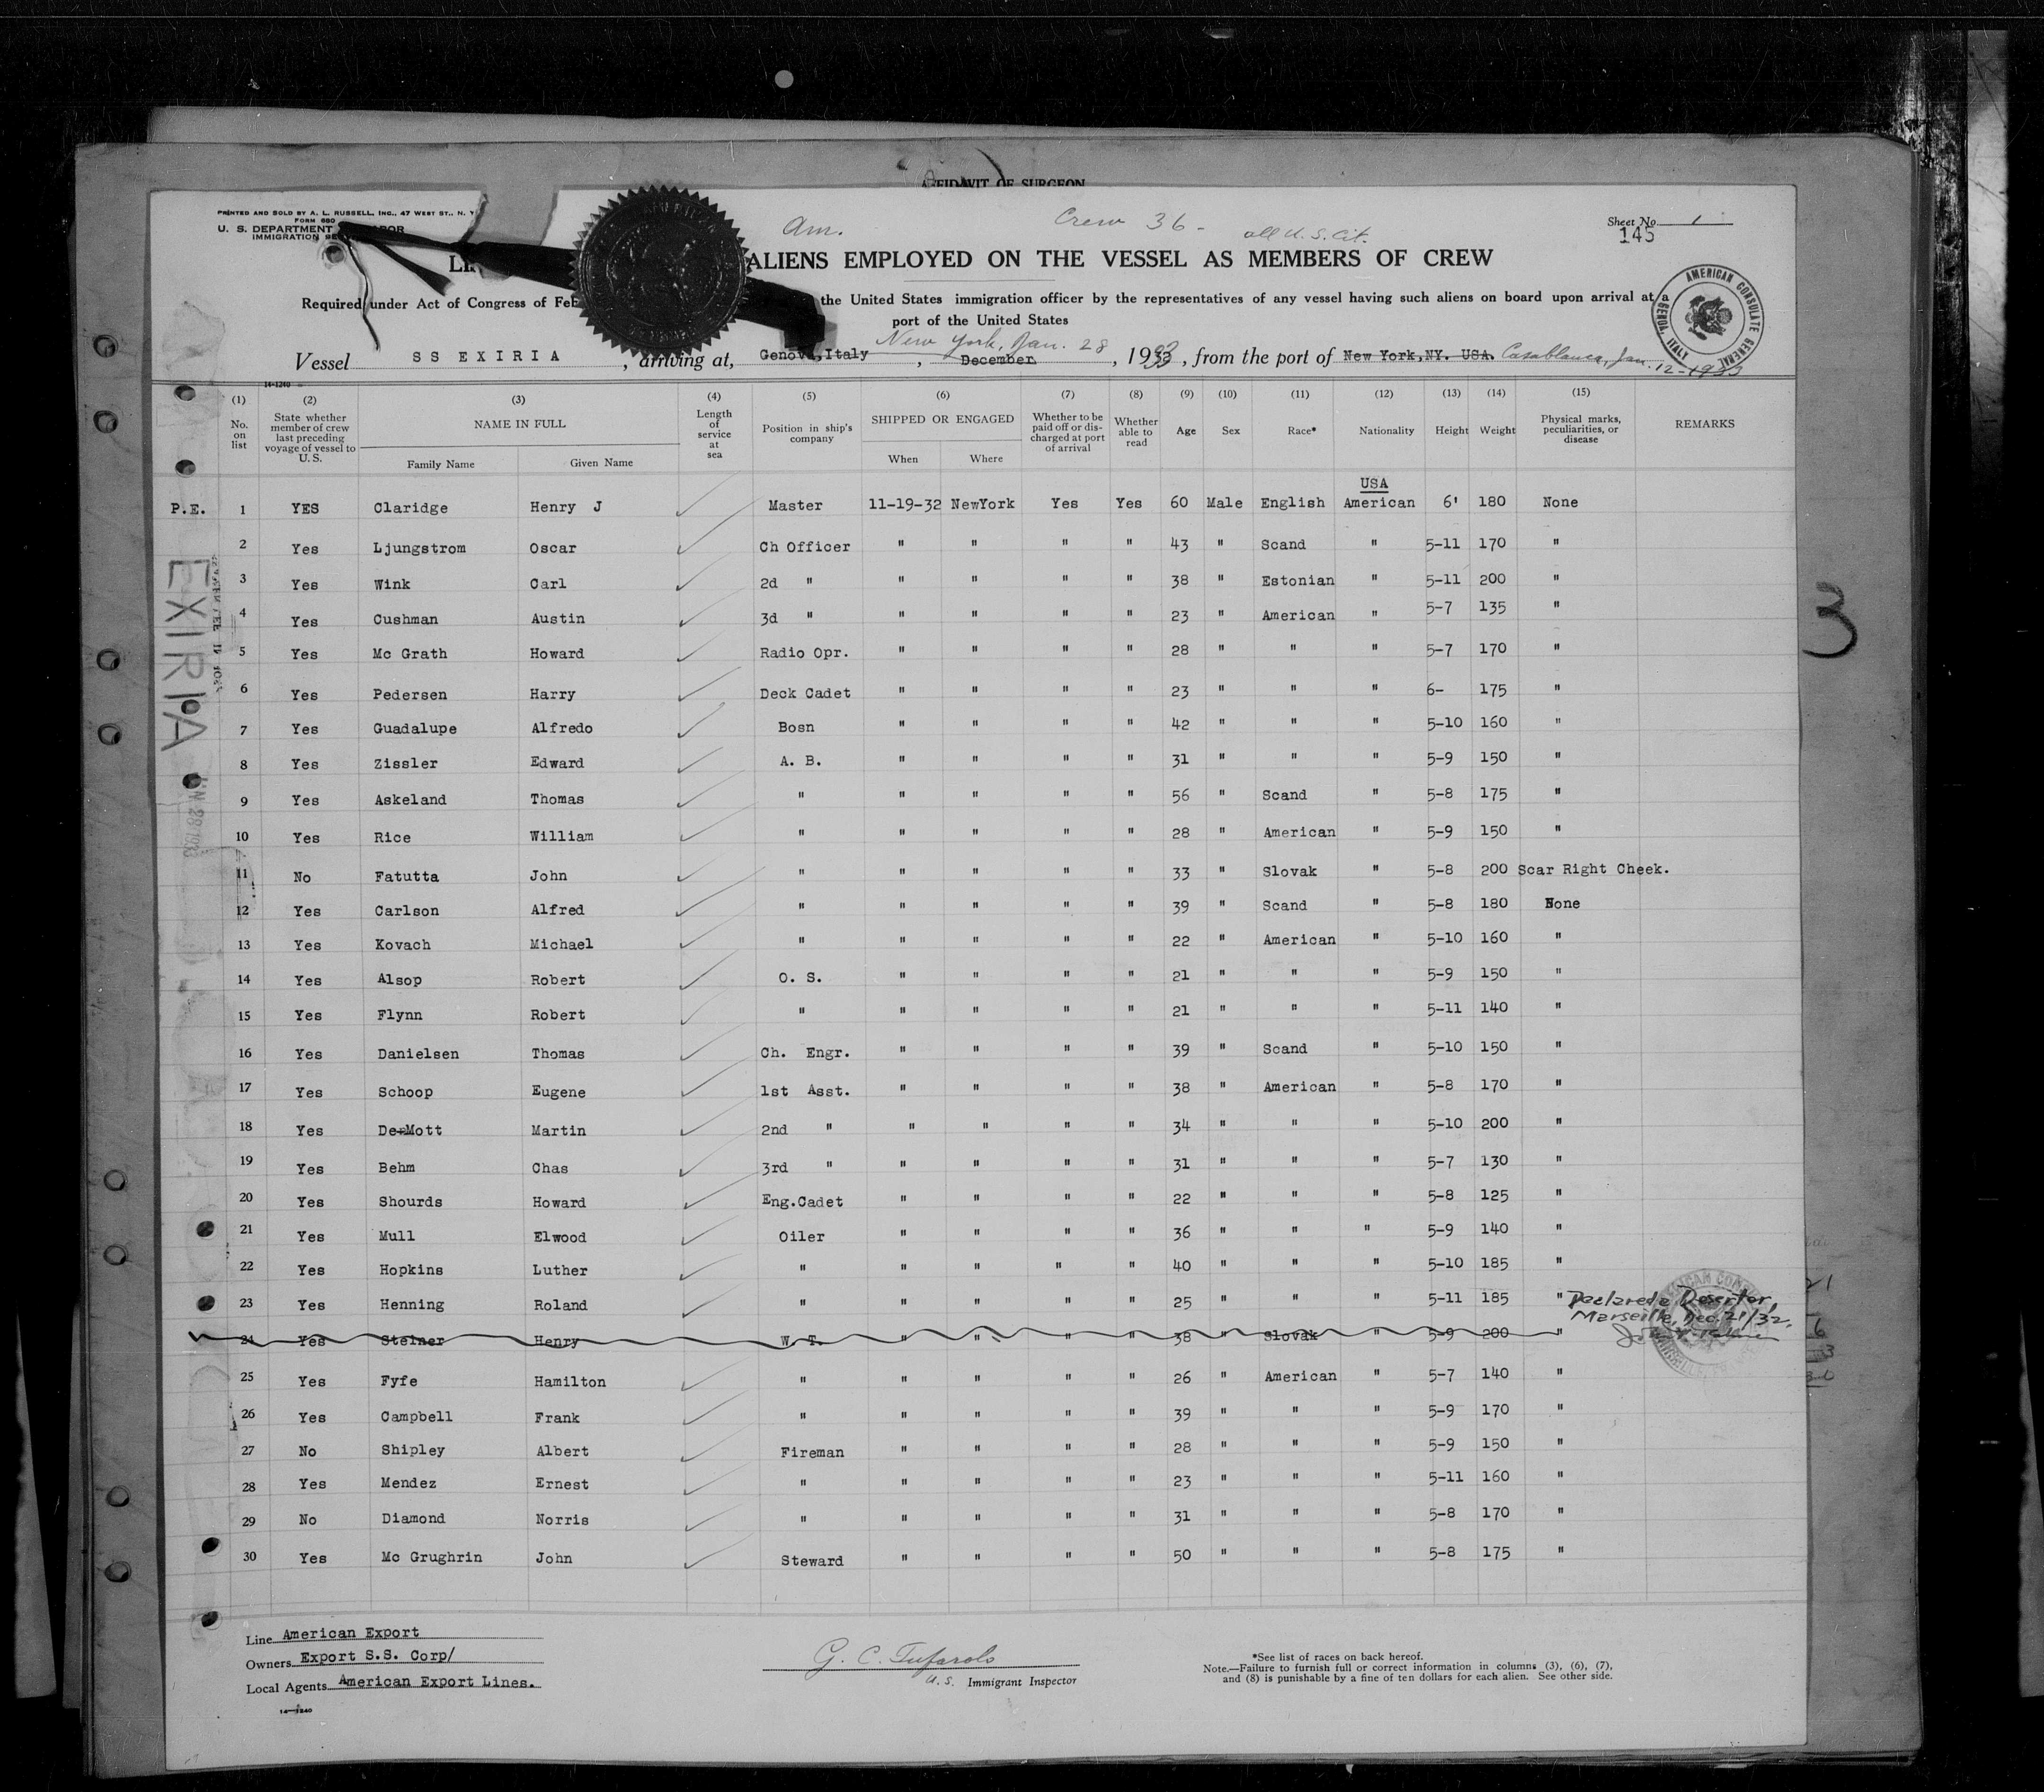 AFFIDAVIT OF SURGEON
PRINTED AND SOLD BY A. L. RUSSELL, INC., 47 WEST ST., N. Y
FORM 680
U. S. DEPARTMENT
IMMIGRATION
Am.
Crew 36 - all U.S. Cit.
Sheet No. 1
145
ALIENS EMPLOYED ON THE VESSEL AS MEMBERS OF CREW
Required under Act of Congress of Feb the United States immigration officer by the representatives of any vessel having such aliens on board upon arrival at a
port of the United States
AMERICAN CONSULATE GENERAL GENOA, ITALY
New York, Jan. 28
Vessel SS EXIRIA, arriving at, Genova, Italy, December, 1933, from the port of New York, NY. USA. Casablanca, Jan. 12-1933
14-1240
(1) No. on list (2) State whether member of crew last preceding voyage of vessel to U. S. (3) NAME IN FULL Family Name Given Name (4) Length of service at sea (5) Position in ship's company (6) SHIPPED OR ENGAGED When Where (7) Whether to be paid off or discharged at port of arrival (8) Whether able to read (9) Age (10) Sex (11) Race* (12) Nationality (13) Height (14) Weight (15) Physical marks, peculiarities, or disease REMARKS
USA
P.E. 1 YES Claridge Henry J Master 11-19-32 NewYork Yes Yes 60 Male English American 6' 180 None
2 Yes Ljungstrom Oscar Ch Officer " " " " 43 " Scand " 5-11 170 "
3 Yes Wink Carl 2d " " " " " 38 " Estonian " 5-11 200 "
4 Yes Cushman Austin 3d " " " " " 23 " American " 5-7 135 "
5 Yes Mc Grath Howard Radio Opr. " " " " 28 " " " 5-7 170 "
6 Yes Pedersen Harry Deck Cadet " " " " 23 " " " 6- 175 "
7 Yes Guadalupe Alfredo Bosn " " " " 42 " " " 5-10 160 "
8 Yes Zissler Edward A. B. " " " " 31 " " " 5-9 150 "
9 Yes Askeland Thomas " " " " " 56 " Scand " 5-8 175 "
10 Yes Rice William " " " " " 28 " American " 5-9 150 "
11 No Fatutta John " " " " " 33 " Slovak " 5-8 200 Scar Right Cheek.
12 Yes Carlson Alfred " " " " " 39 " Scand " 5-8 180 None
13 Yes Kovach Michael " " " " " 22 " American " 5-10 160 "
14 Yes Alsop Robert O. S. " " " " 21 " " " 5-9 150 "
15 Yes Flynn Robert " " " " " 21 " " " 5-11 140 "
16 Yes Danielsen Thomas Ch. Engr. " " " " 39 " Scand " 5-10 150 "
17 Yes Schoop Eugene 1st Asst. " " " " 38 " American " 5-8 170 "
18 Yes De-Mott Martin 2nd " " " " " 34 " " " 5-10 200 "
19 Yes Behm Chas 3rd " " " " " 31 " " " 5-7 130 "
20 Yes Shourds Howard Eng.Cadet " " " " 22 " " " 5-8 125 "
21 Yes Mull Elwood Oiler " " " " 36 " " " 5-9 140 "
22 Yes Hopkins Luther " " " " " 40 " " " 5-10 185 "
23 Yes Henning Roland " " " " " 25 " " " 5-11 185 "
Declared a Desertor,
Marseille, Dec. 21/32.
24 Yes Steiner Henry W. T. " " " " 38 " Slovak " 5-9 200 "
25 Yes Fyfe Hamilton " " " " " 26 " American " 5-7 140 "
26 Yes Campbell Frank " " " " " 39 " " " 5-9 170 "
27 No Shipley Albert Fireman " " " " 28 " " " 5-9 150 "
28 Yes Mendez Ernest " " " " " 23 " " " 5-11 160 "
29 No Diamond Norris " " " " " 31 " " " 5-8 170 "
30 Yes Mc Grughrin John Steward " " " " 50 " " " 5-8 175 "
EXIRIA
JAN 28 1933
3
Line American Export
Owners Export S.S. Corp/
Local Agents American Export Lines.
14-1240
G. C. Tufarolo
U.S. Immigrant Inspector
*See list of races on back hereof.
Note.—Failure to furnish full or correct information in columns (3), (6), (7),
and (8) is punishable by a fine of ten dollars for each alien. See other side.